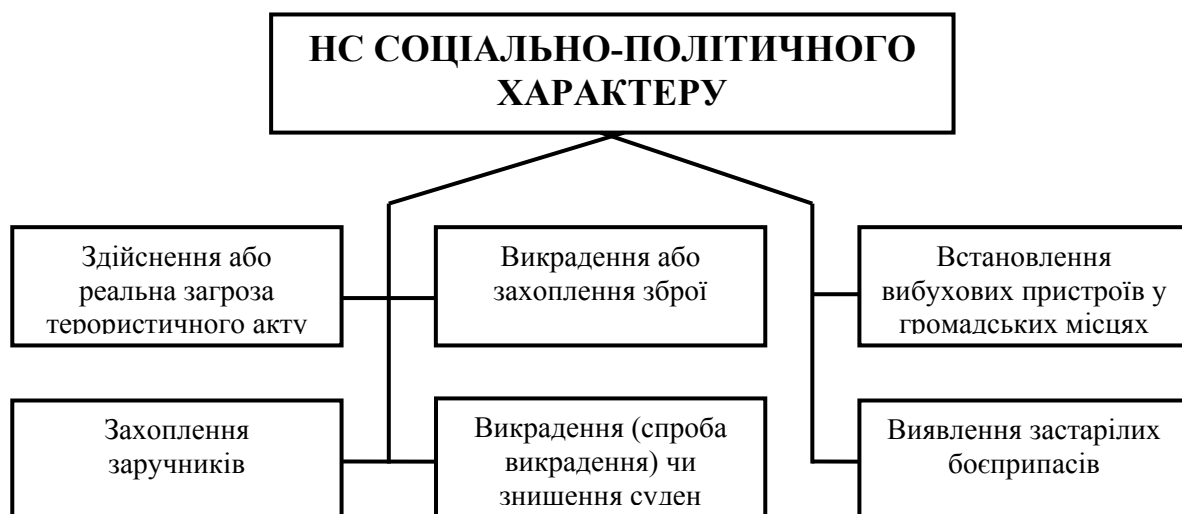 НС СОЦІАЛЬНО-ПОЛІТИЧНОГО
ХАРАКТЕРУ
Здійснення або
реальна загроза
терористичного акту
Викрадення або
захоплення зброї
Встановлення
вибухових пристроїв у
громадських місцях
Захоплення
заручників
Викрадення (спроба
викрадення) чи
знищення суден
Виявлення застарілих
боєприпасів